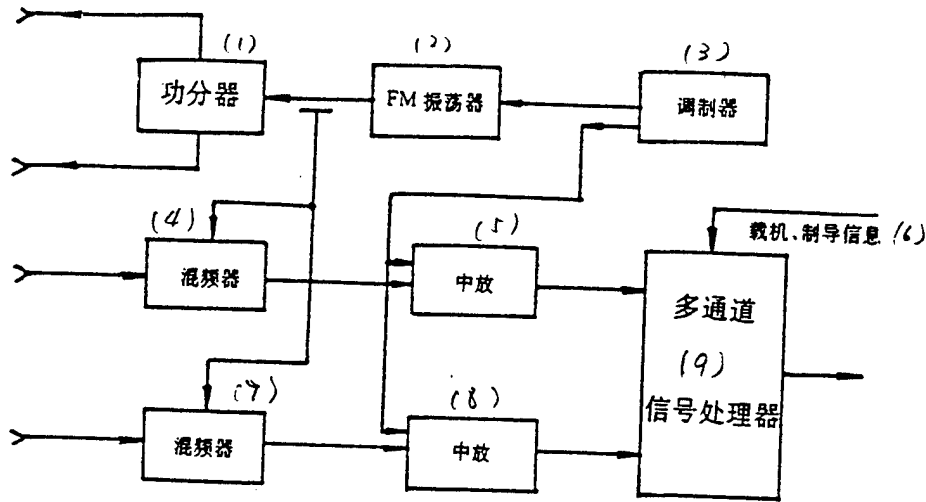 (1)
(2)
(3)
功分器
FM 振荡器
调制器
(4)
(5)
载机、制导信息 (6)
混频器
中放
多通道
(9)
信号处理器
(7)
(8)
混频器
中放